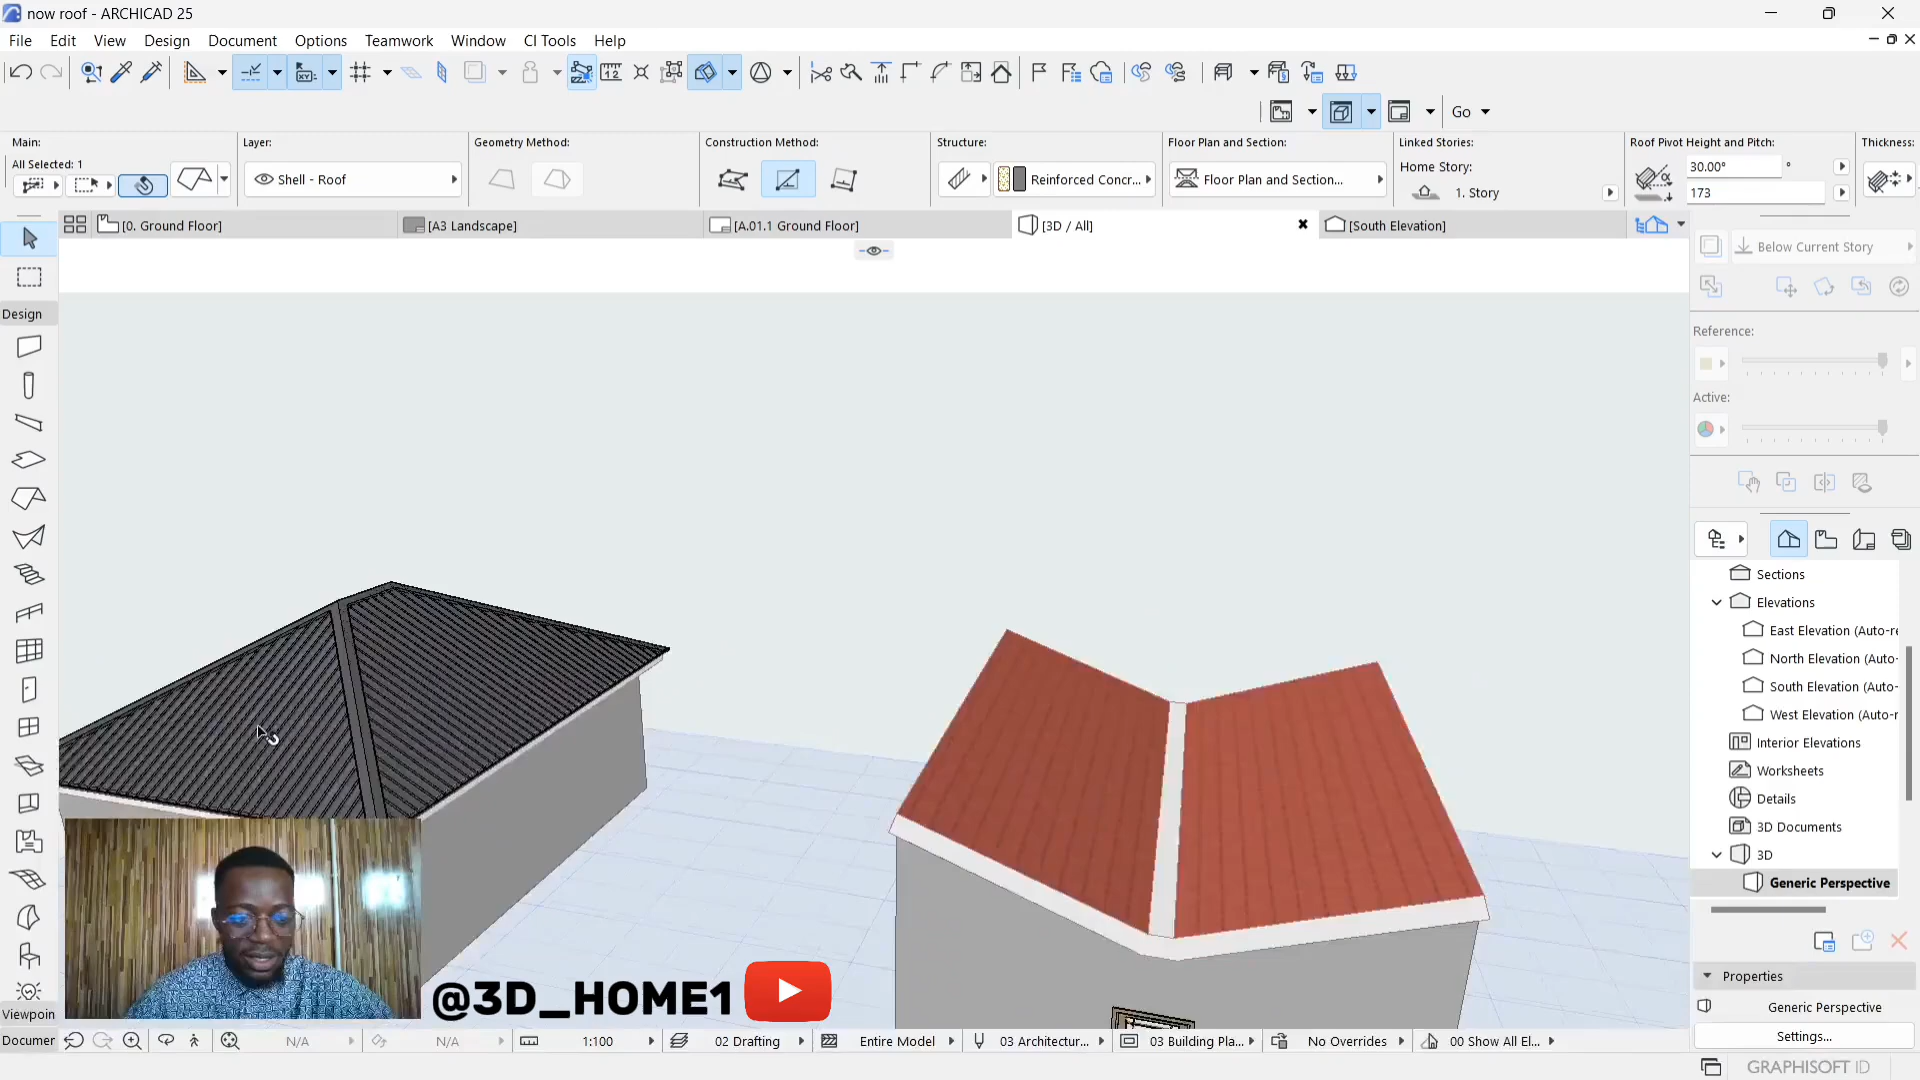 now roof - ARCHICAD 25
File Edit View Design Document Options Teamwork Window CI Tools Help
Go
Main: Layer: Geometry Method: Construction Method: Structure: Floor Plan and Section: Linked Stories: Roof Pivot Height and Pitch: Thickness:
All Selected: 1 Home Story: 30.00° °
Shell - Roof Reinforced Concr... Floor Plan and Section... 1. Story 173
[0. Ground Floor] [A3 Landscape] [A.01.1 Ground Floor] [3D / All] [South Elevation]
Below Current Story
Design
Reference:
Active:
Sections
Elevations
East Elevation (Auto-re
North Elevation (Auto-
South Elevation (Auto-
West Elevation (Auto-r
Interior Elevations
Worksheets
Details
3D Documents
3D
Generic Perspective
Properties
@3D_HOME1
Generic Perspective
Viewpoin
Settings...
Documer N/A N/A 1:100 02 Drafting Entire Model 03 Architectur... 03 Building Pla... No Overrides 00 Show All El...
GRAPHISOFT ID